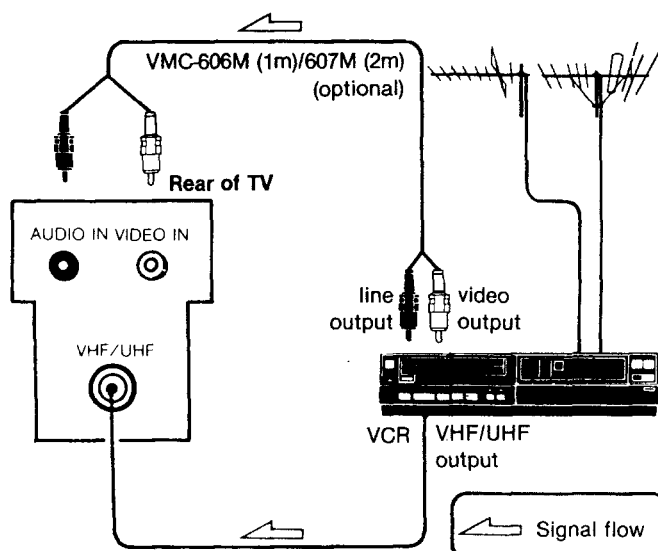 VMC-606M (1m)/607M (2m)
(optional)
Rear of TV
AUDIO IN VIDEO IN
line
output
video
output
VHF/UHF
VCR
VHF/UHF
output
Signal flow